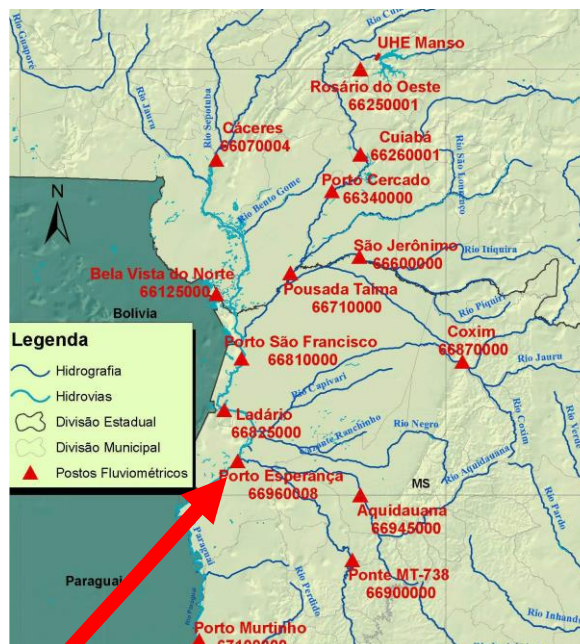 Rio Guaporé
Rio Jauru
Rio Sepotuba
UHE Manso
Rosário do Oeste
66250001
Cáceres
66070004
Cuiabá
66260001
Rio São Lourenço
Porto Cercado
66340000
Rio Bento Gome
N
São Jerônimo
66600000
Rio Itiquira
Bela Vista do Norte
66125000
Pousada Taima
66710000
Rio Piquiri
Bolivia
Legenda
Hidrografia
Hidrovias
Divisão Estadual
Divisão Municipal
Postos Fluviométricos
Porto São Francisco
66810000
Coxim
66870000
Rio Jauru
Rio Capivari
Ladário
66825000
Rio Negro
Rio Coxim
Rio Verde
Rio Aquidauana
Porto Esperança
66960008
MS
Aquidauana
66945000
Rio Pardo
Paraguai
Paraguai
Ponte MT-738
66900000
Rio Perdido
Rio Inhand
Porto Murtinho